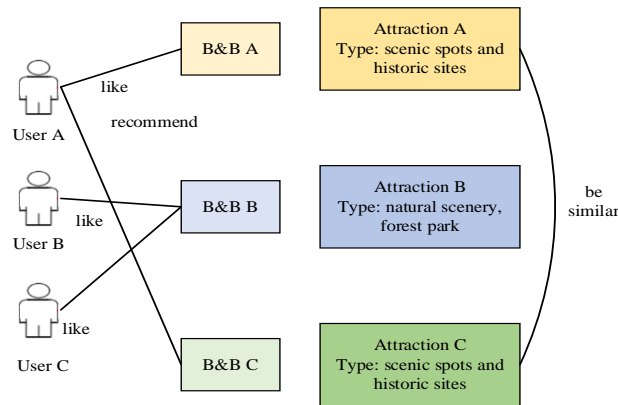 B&B A
Attraction A
Type: scenic spots and
historic sites
like
recommend
User A
B&B B
Attraction B
Type: natural scenery,
forest park
be
similar
like
User B
like
User C
B&B C
Attraction C
Type: scenic spots and
historic sites